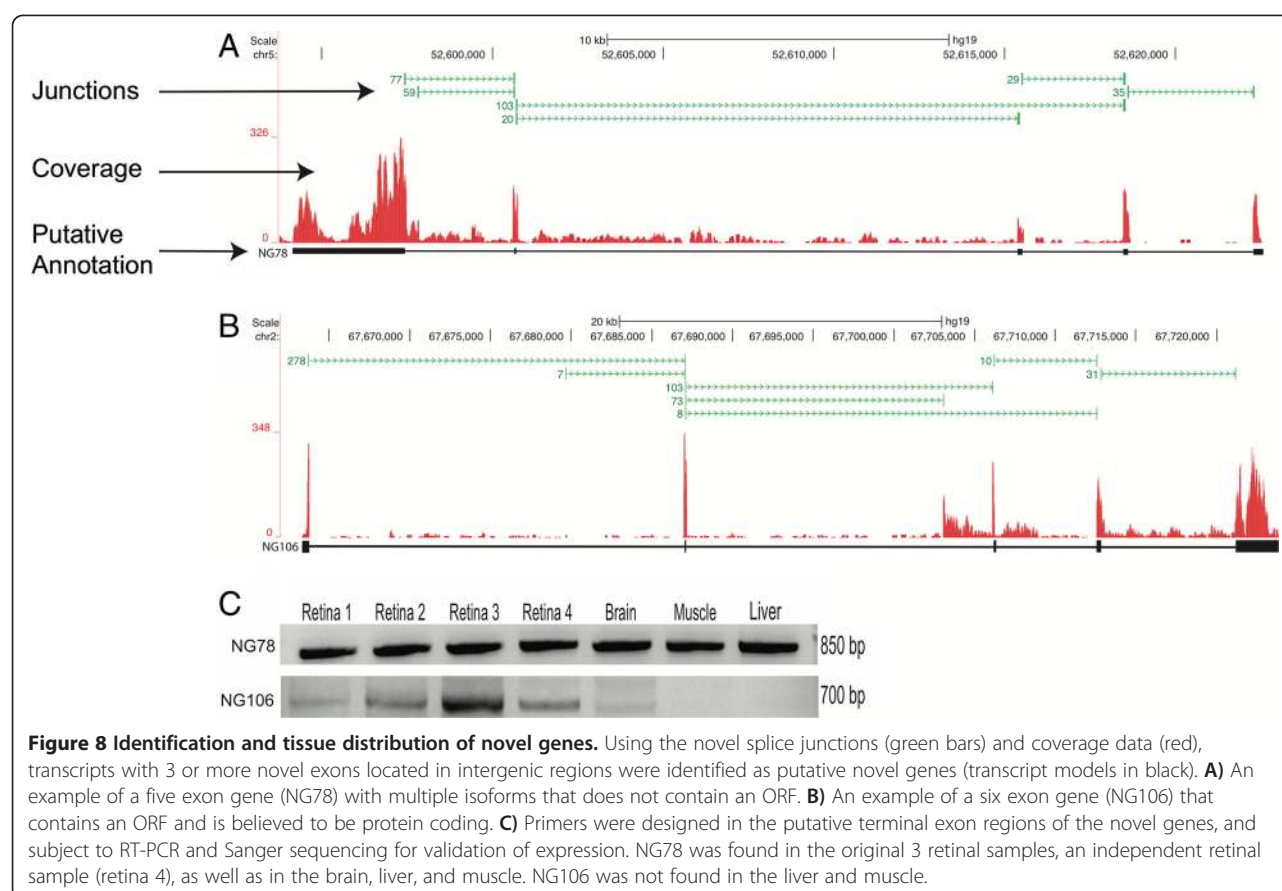 A
Scale
10 kb
hg19
chr5:
52,600,000
52,605,000
52,610,000
52,615,000
52,620,000
Junctions
77
59
103
20
29
35
326
Coverage
0
Putative
Annotation
NG78
B
Scale
20 kb
hg19
chr2:
67,670,000
67,675,000
67,680,000
67,685,000
67,690,000
67,695,000
67,700,000
67,705,000
67,710,000
67,715,000
67,720,000
278
7
103
73
8
10
31
348
0
NG106
C
Retina 1 Retina 2 Retina 3 Retina 4 Brain Muscle Liver
NG78 850 bp
NG106 700 bp
Figure 8 Identification and tissue distribution of novel genes. Using the novel splice junctions (green bars) and coverage data (red),
transcripts with 3 or more novel exons located in intergenic regions were identified as putative novel genes (transcript models in black). A) An
example of a five exon gene (NG78) with multiple isoforms that does not contain an ORF. B) An example of a six exon gene (NG106) that
contains an ORF and is believed to be protein coding. C) Primers were designed in the putative terminal exon regions of the novel genes, and
subject to RT-PCR and Sanger sequencing for validation of expression. NG78 was found in the original 3 retinal samples, an independent retinal
sample (retina 4), as well as in the brain, liver, and muscle. NG106 was not found in the liver and muscle.